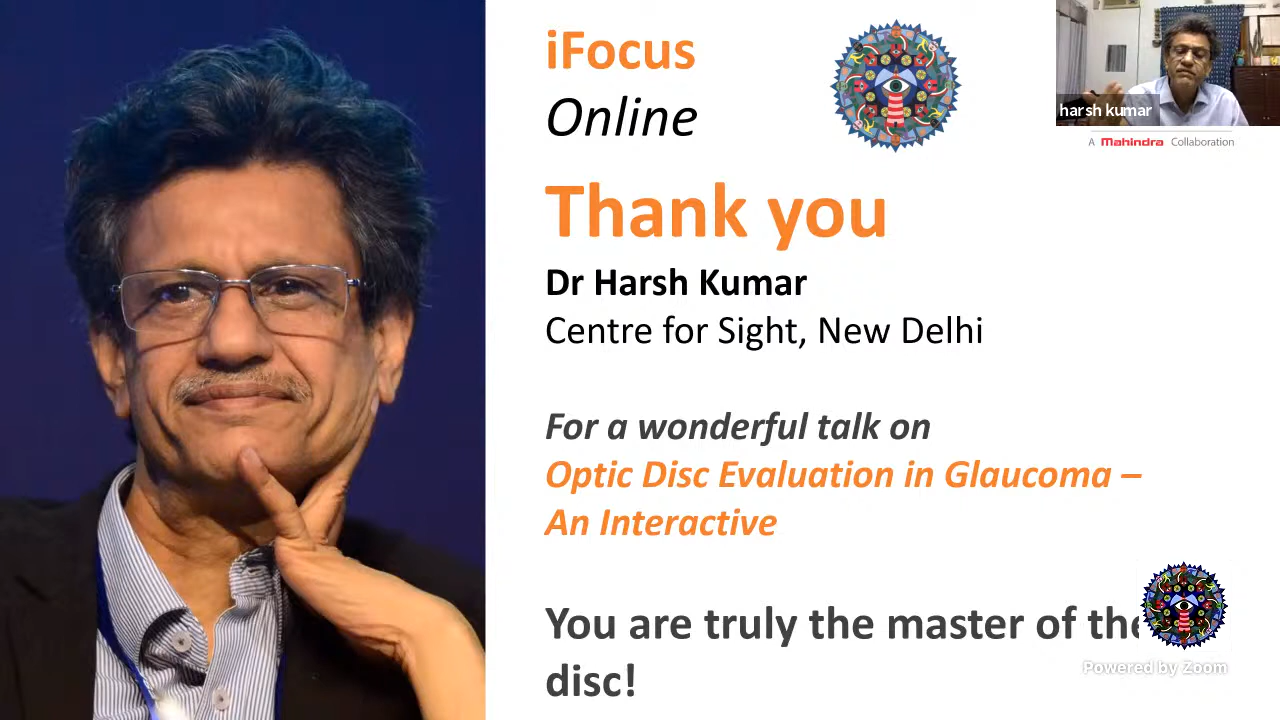 iFocus
Online
harsh kumar
A Mahindra Collaboration
Thank you
Dr Harsh Kumar
Centre for Sight, New Delhi
For a wonderful talk on
Optic Disc Evaluation in Glaucoma –
An Interactive
You are truly the master of the
disc!
Powered by Zoom